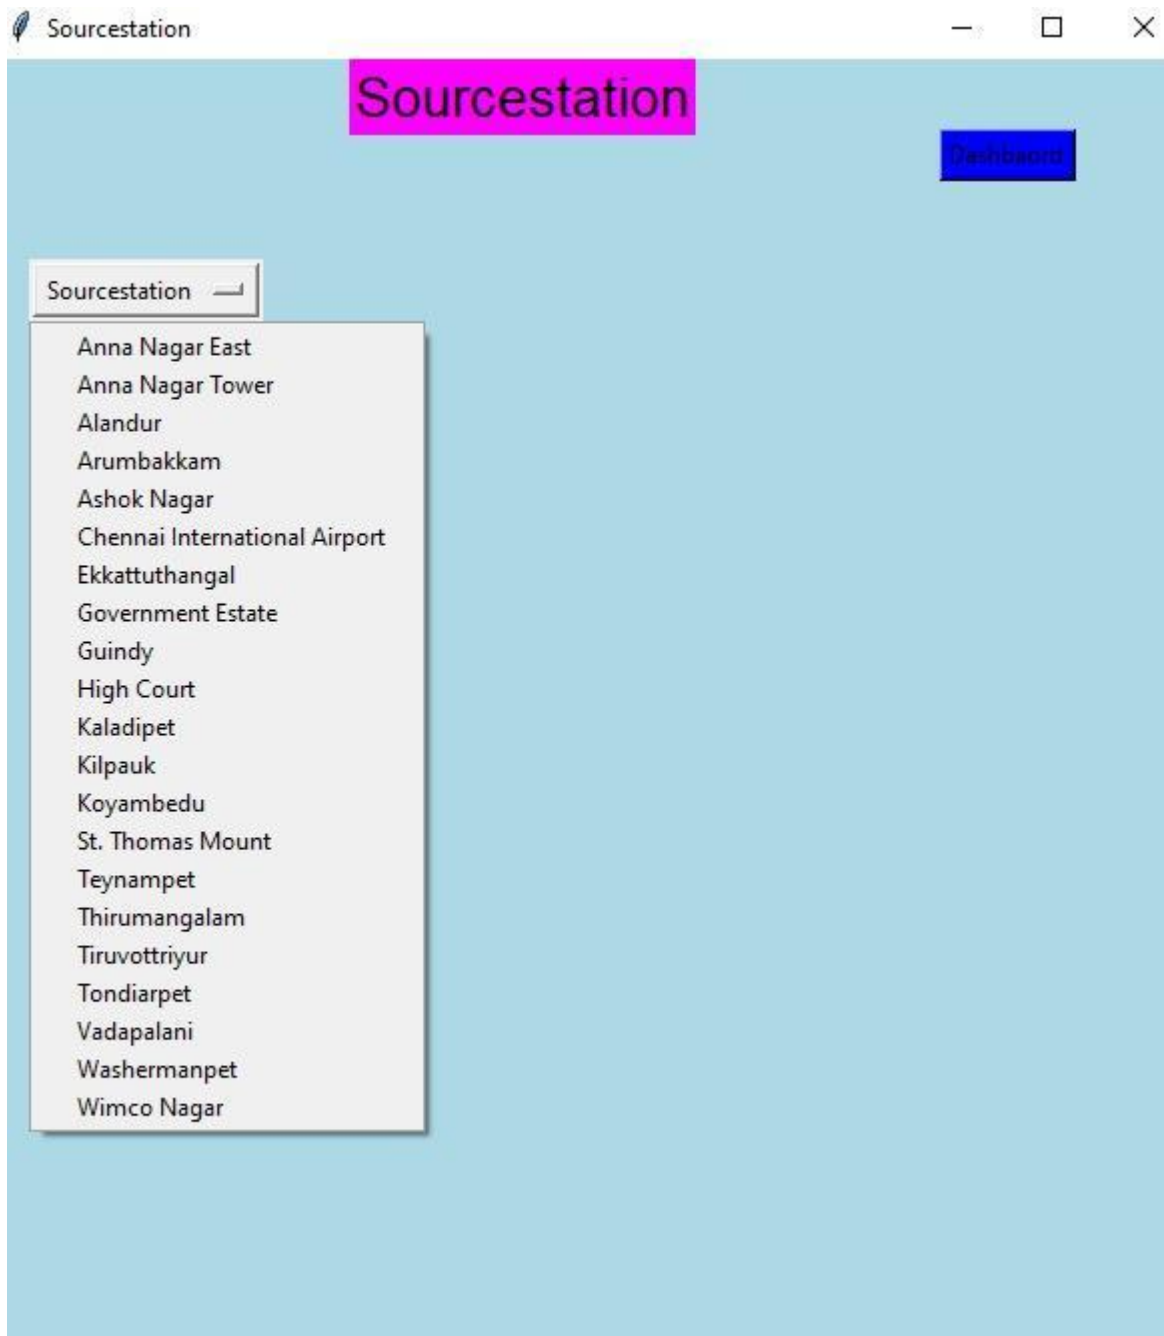 Sourcestation
Sourcestation
Dashbaord
Sourcestation
Anna Nagar East
Anna Nagar Tower
Alandur
Arumbakkam
Ashok Nagar
Chennai International Airport
Ekkattuthangal
Government Estate
Guindy
High Court
Kaladipet
Kilpauk
Koyambedu
St. Thomas Mount
Teynampet
Thirumangalam
Tiruvottriyur
Tondiarpet
Vadapalani
Washermanpet
Wimco Nagar